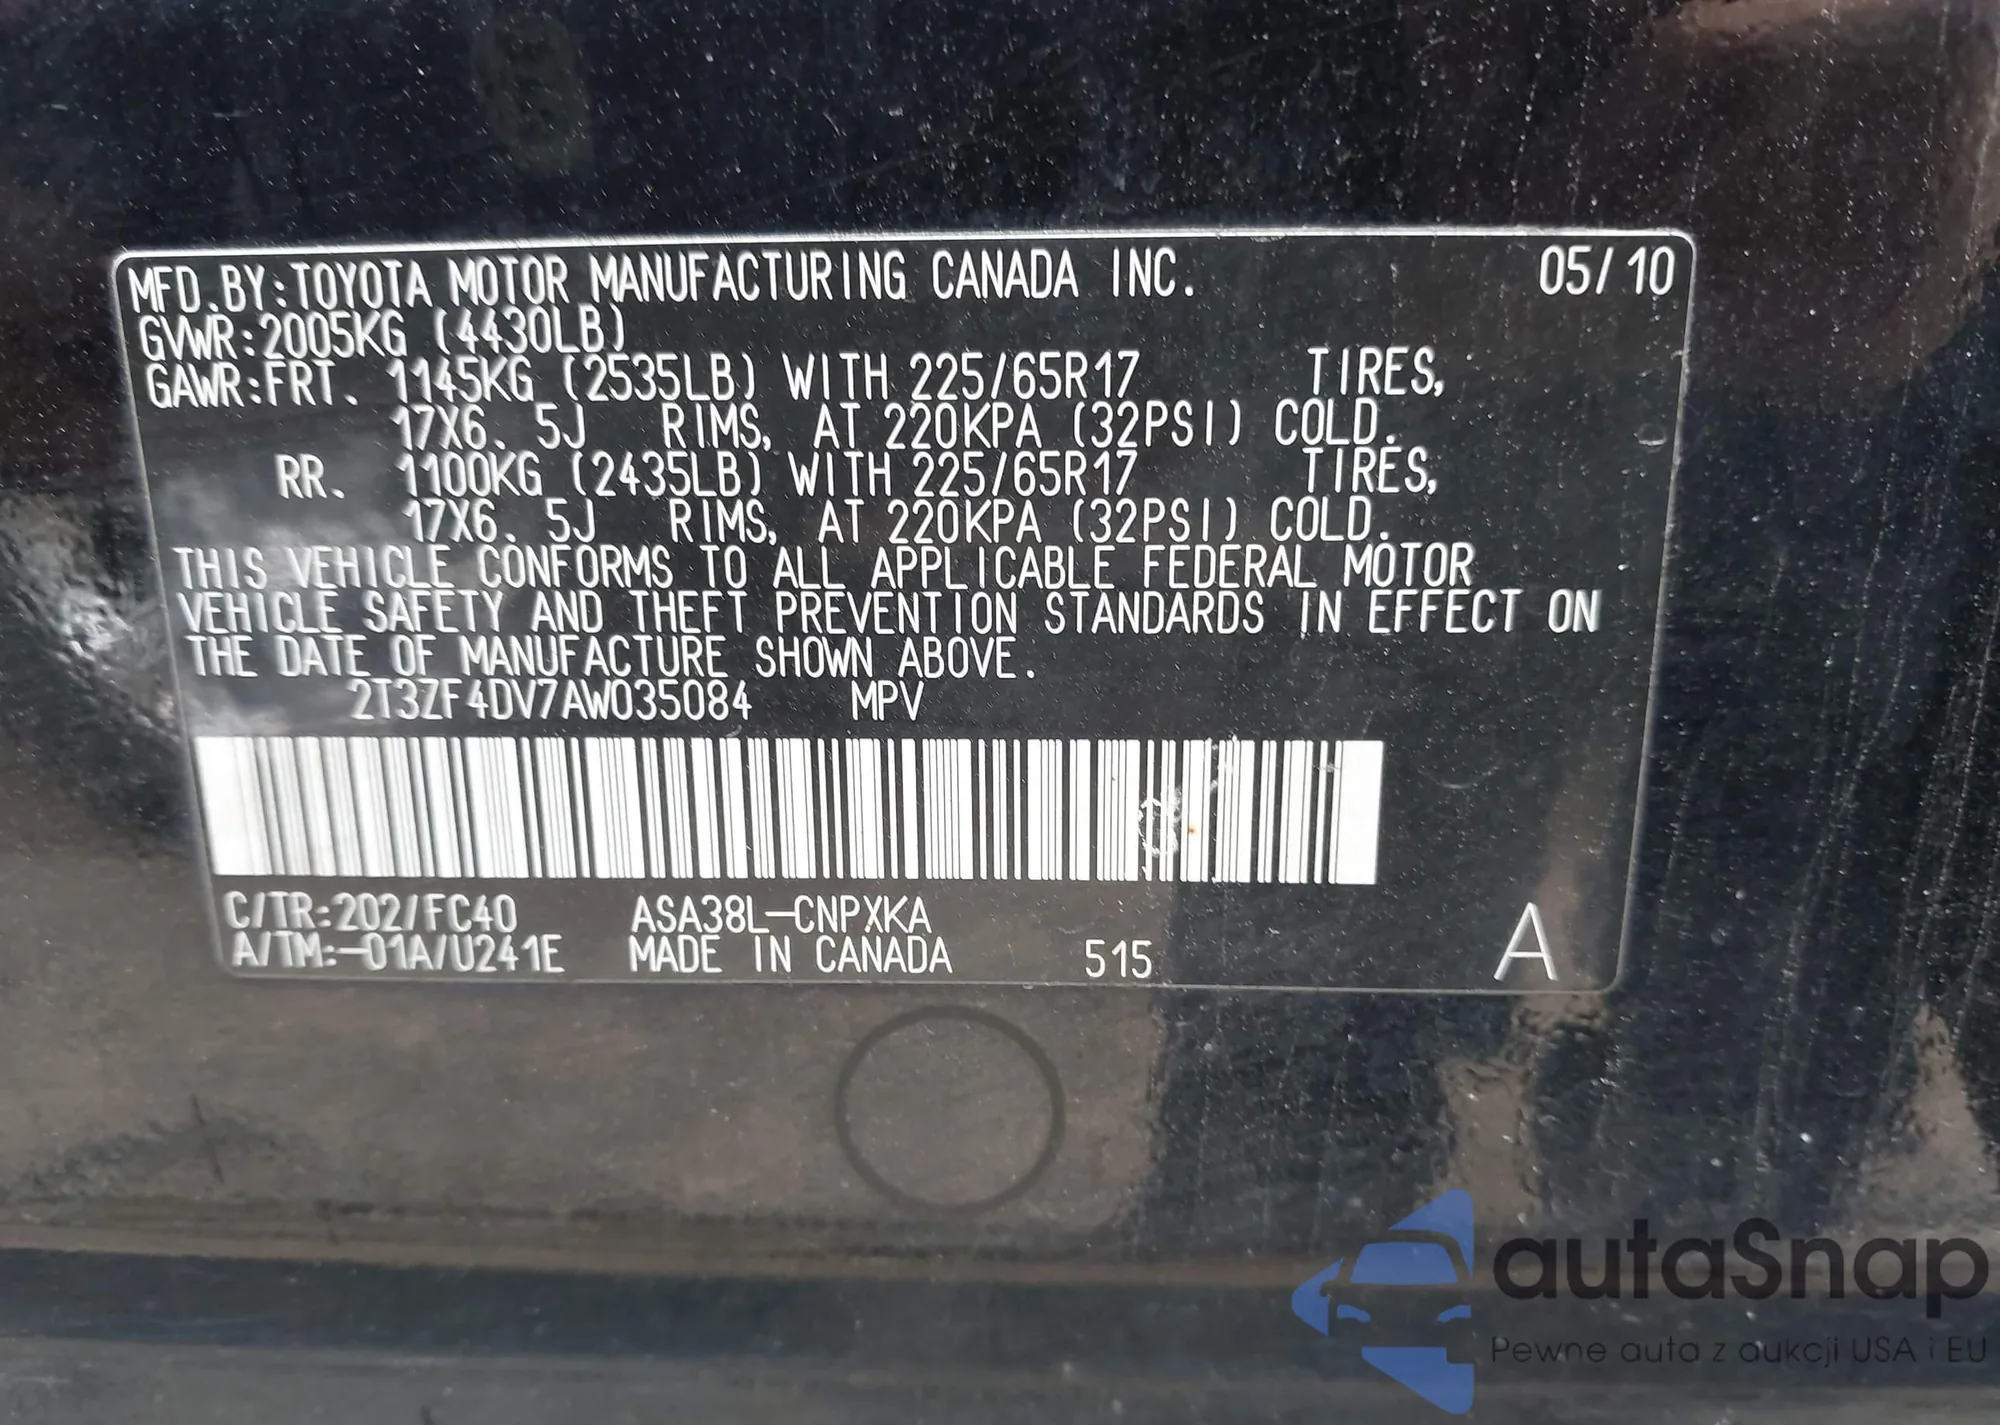 MFD.BY:TOYOTA MOTOR MANUFACTURING CANADA INC. 05/10
GVWR:2005KG (4430LB)
GAWR:FRT. 1145KG (2535LB) WITH 225/65R17 TIRES,
17X6. 5J RIMS, AT 220KPA (32PSI) COLD.
RR. 1100KG (2435LB) WITH 225/65R17 TIRES,
17X6. 5J RIMS, AT 220KPA (32PSI) COLD.
THIS VEHICLE CONFORMS TO ALL APPLICABLE FEDERAL MOTOR
VEHICLE SAFETY AND THEFT PREVENTION STANDARDS IN EFFECT ON
THE DATE OF MANUFACTURE SHOWN ABOVE.
2T3ZF4DV7AW035084 MPV
C/TR:202/FC40 ASA38L-CNPXKA
A/TM:-01A/U241E MADE IN CANADA 515 A
autaSnap
Pewne auta z aukcji USA i EU